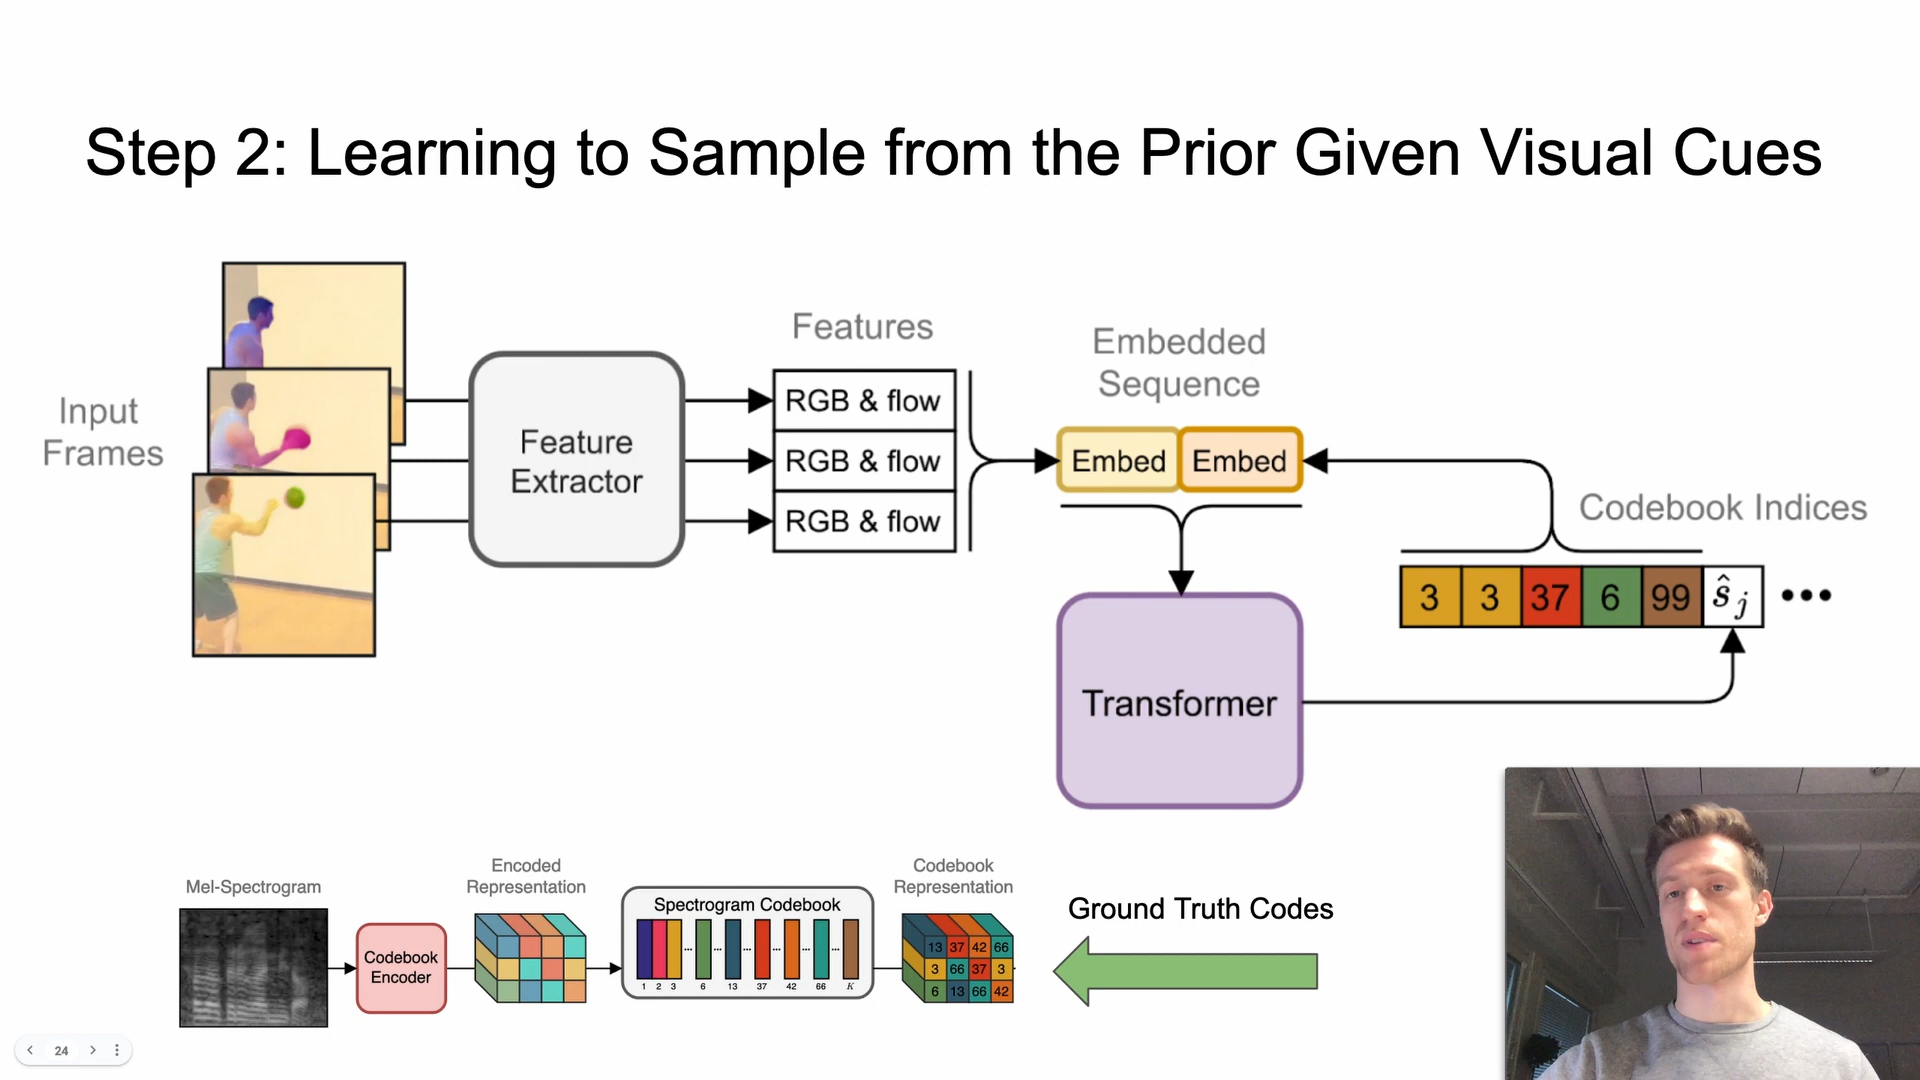 Step 2: Learning to Sample from the Prior Given Visual Cues
Input
Frames
Feature
Extractor
Features
RGB & flow
RGB & flow
RGB & flow
Embedded
Sequence
Embed Embed
Transformer
Codebook Indices
3 3 37 6 99 ŝj •••
Mel-Spectrogram
Codebook
Encoder
Encoded
Representation
Spectrogram Codebook
... ... ... ... ... ... ...
1 2 3 6 13 37 42 66 K
Codebook
Representation
13 37 42 66
3 66 37 3
6 13 66 42
Ground Truth Codes
24